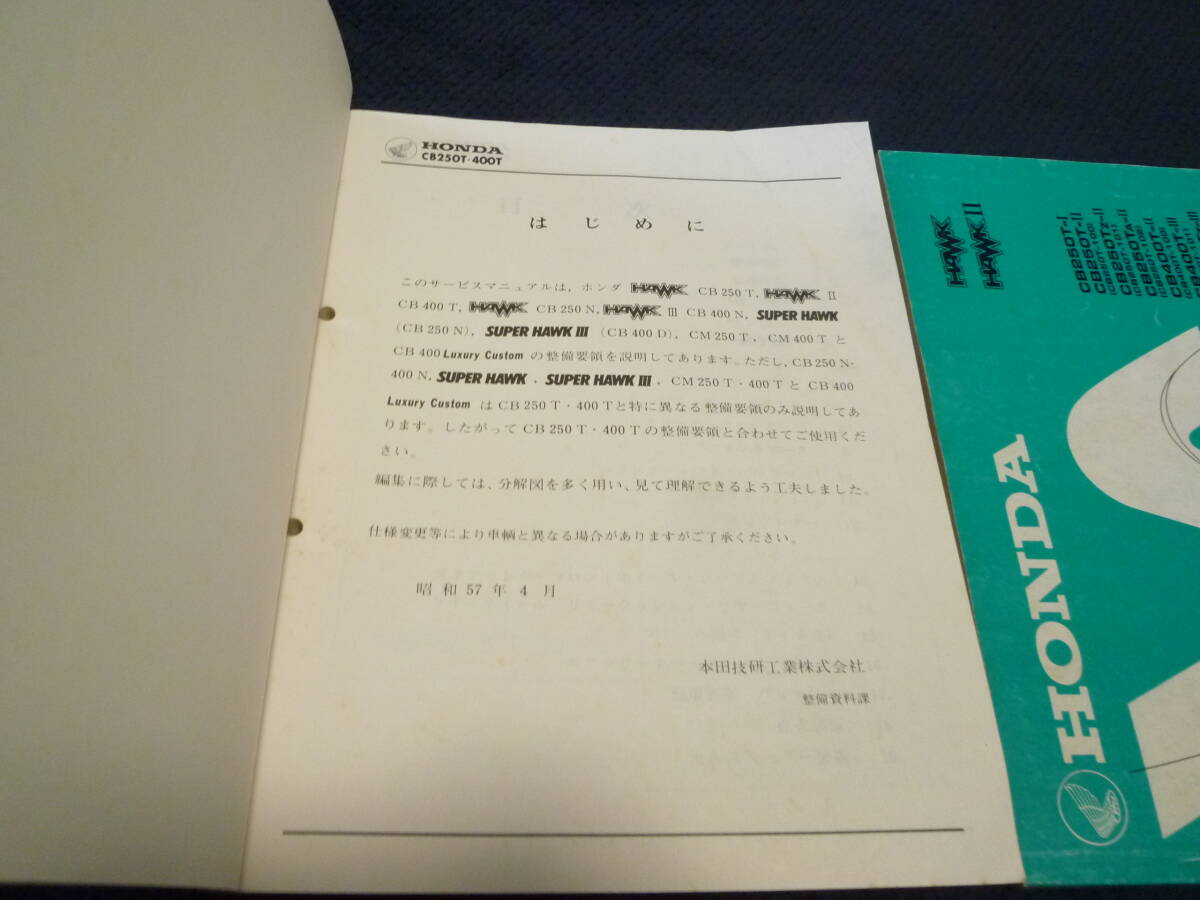 HONDA
CB250T・400T
はじめに
このサービスマニュアルは，ホンダ HAWK CB 250 T, HAWK II
CB 400 T, HAWK CB 250 N, HAWK III CB 400 N, SUPER HAWK
(CB 250 N), SUPER HAWK III (CB 400 D), CM 250 T, CM 400 T と
CB 400 Luxury Custom の整備要領を説明してあります。ただし, CB 250 N・
400 N, SUPER HAWK , SUPER HAWK III , CM 250 T・400 T と CB 400
Luxury Custom は CB 250 T・400 Tと特に異なる整備要領のみ説明してあ
ります。したがって CB 250 T・400 T の整備要領と合わせてご使用くだ
さい。
編集に際しては、分解図を多く用い、見て理解できるよう工夫しました。
仕様変更等により車輌と異なる場合がありますがご了承ください。
昭和 57 年 4 月
本田技研工業株式会社
整備資料課
HAWK
HAWK II
CB250T-I
CB250T-II
HONDA